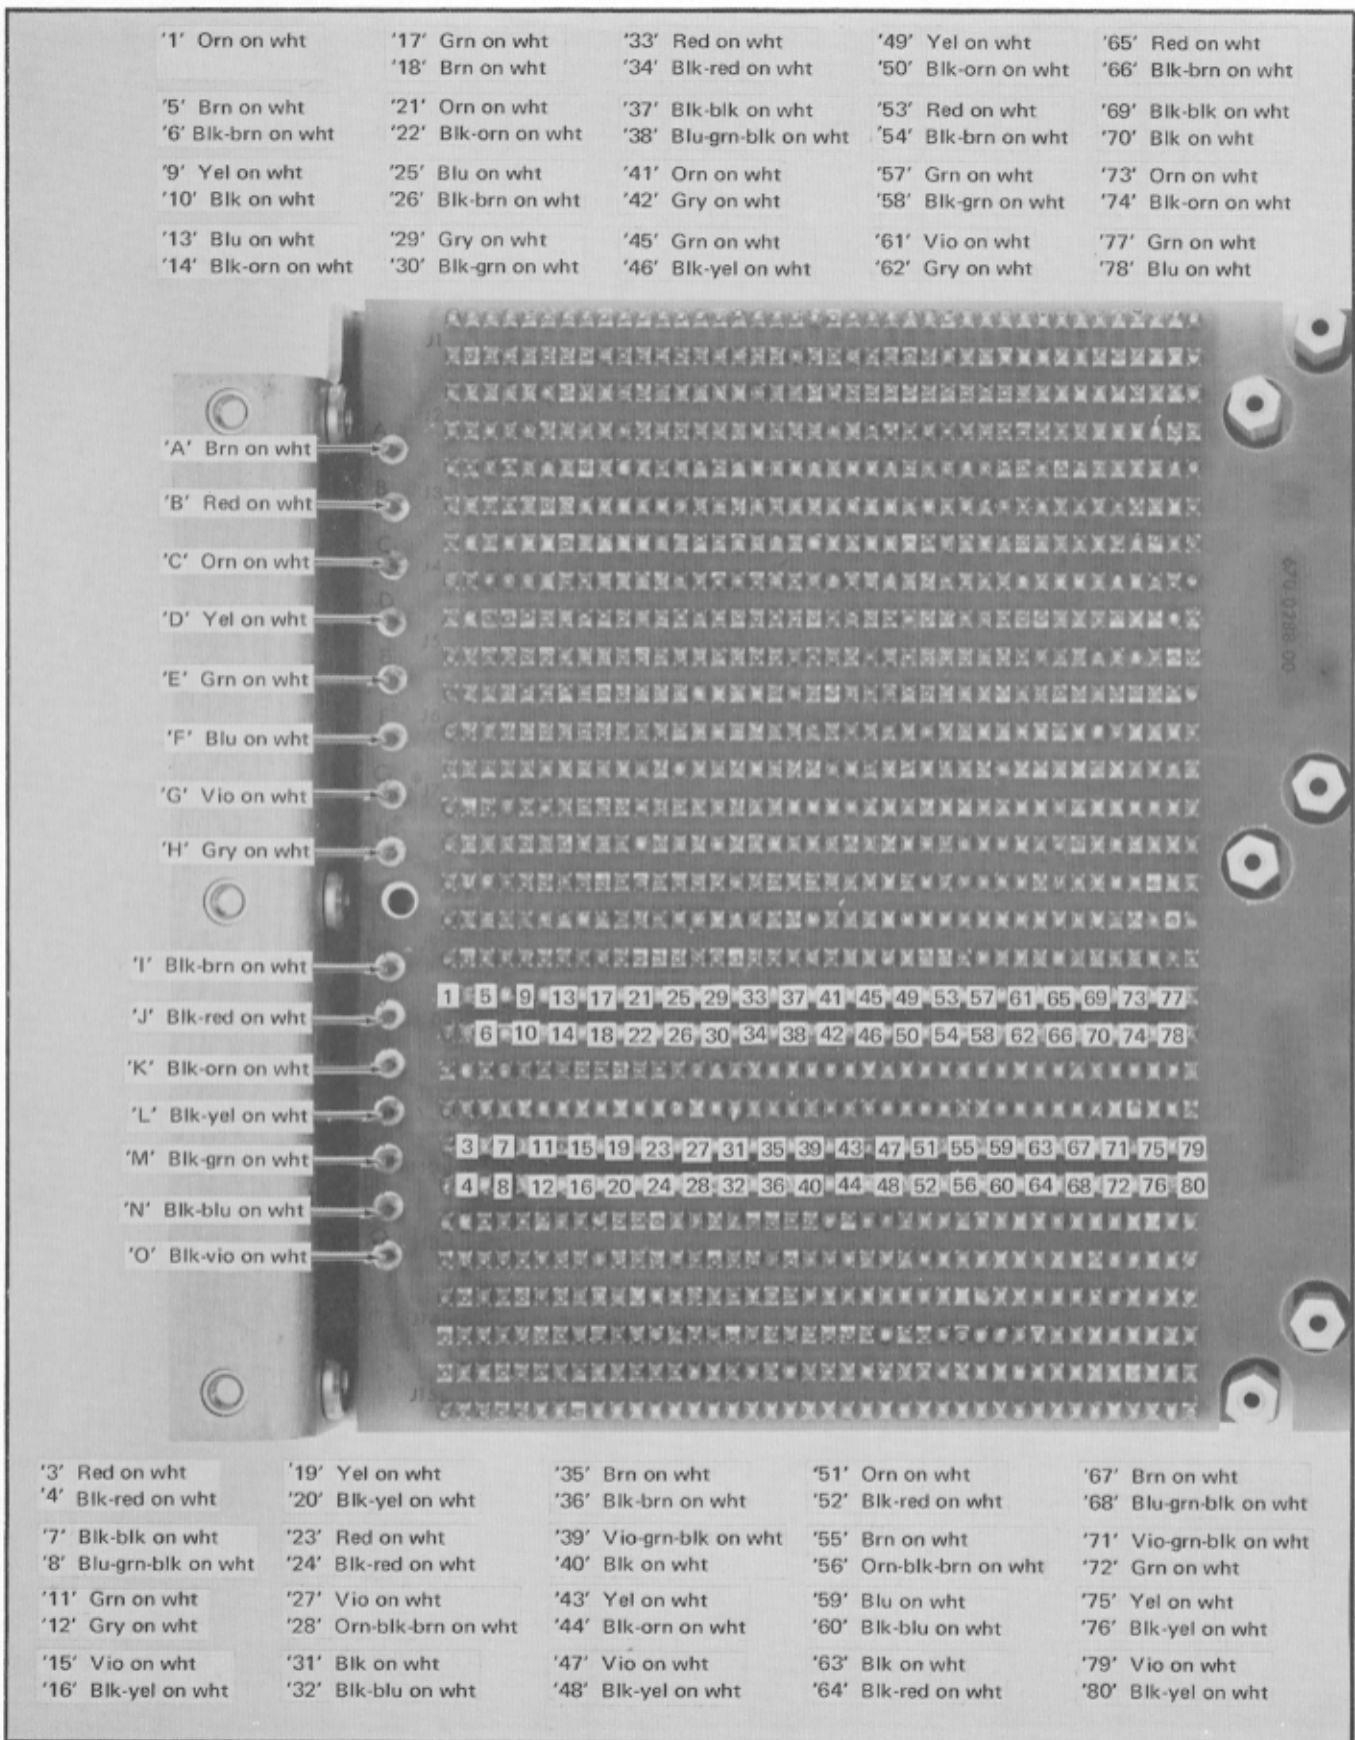 '1' Orn on wht '17' Grn on wht '33' Red on wht '49' Yel on wht '65' Red on wht
'18' Brn on wht '34' Blk-red on wht '50' Blk-orn on wht '66' Blk-brn on wht
'5' Brn on wht '21' Orn on wht '37' Blk-blk on wht '53' Red on wht '69' Blk-blk on wht
'6' Blk-brn on wht '22' Blk-orn on wht '38' Blu-grn-blk on wht '54' Blk-brn on wht '70' Blk on wht
'9' Yel on wht '25' Blu on wht '41' Orn on wht '57' Grn on wht '73' Orn on wht
'10' Blk on wht '26' Blk-brn on wht '42' Gry on wht '58' Blk-grn on wht '74' Blk-orn on wht
'13' Blu on wht '29' Gry on wht '45' Grn on wht '61' Vio on wht '77' Grn on wht
'14' Blk-orn on wht '30' Blk-grn on wht '46' Blk-yel on wht '62' Gry on wht '78' Blu on wht
J1
J2
A
'A' Brn on wht
B
J3
'B' Red on wht
C
J4
'C' Orn on wht
D
'D' Yel on wht
J5
670 0288 00
'E' Grn on wht
J6
'F' Blu on wht
G
J7
'G' Vio on wht
'H' Gry on wht
'I' Blk-brn on wht
1 5 9 13 17 21 25 29 33 37 41 45 49 53 57 61 65 69 73 77
'J' Blk-red on wht
6 10 14 18 22 26 30 34 38 42 46 50 54 58 62 66 70 74 78
'K' Blk-orn on wht
'L' Blk-yel on wht
3 7 11 15 19 23 27 31 35 39 43 47 51 55 59 63 67 71 75 79
'M' Blk-grn on wht
4 8 12 16 20 24 28 32 36 40 44 48 52 56 60 64 68 72 76 80
'N' Blk-blu on wht
'O' Blk-vio on wht
J15
'3' Red on wht '19' Yel on wht '35' Brn on wht '51' Orn on wht '67' Brn on wht
'4' Blk-red on wht '20' Blk-yel on wht '36' Blk-brn on wht '52' Blk-red on wht '68' Blu-grn-blk on wht
'7' Blk-blk on wht '23' Red on wht '39' Vio-grn-blk on wht '55' Brn on wht '71' Vio-grn-blk on wht
'8' Blu-grn-blk on wht '24' Blk-red on wht '40' Blk on wht '56' Orn-blk-brn on wht '72' Grn on wht
'11' Grn on wht '27' Vio on wht '43' Yel on wht '59' Blu on wht '75' Yel on wht
'12' Gry on wht '28' Orn-blk-brn on wht '44' Blk-orn on wht '60' Blk-blu on wht '76' Blk-yel on wht
'15' Vio on wht '31' Blk on wht '47' Vio on wht '63' Blk on wht '79' Vio on wht
'16' Blk-yel on wht '32' Blk-blu on wht '48' Blk-yel on wht '64' Blk-red on wht '80' Blk-yel on wht